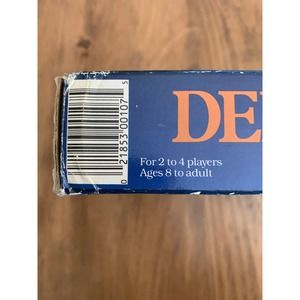 DE
For 2 to 4 players
Ages 8 to adult
0 21853 00107 5